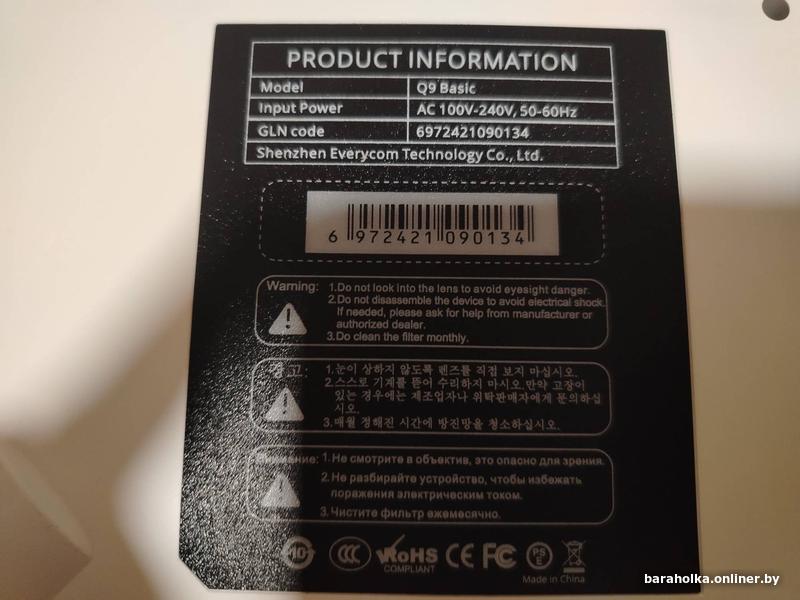 PRODUCT INFORMATION
Model Q9 Basic
Input Power AC 100V-240V, 50-60Hz
GLN code 6972421090134
Shenzhen Everycom Technology Co., Ltd.
6 972421 090134
Warning: 1.Do not look into the lens to avoid eyesight danger.
2.Do not disassemble the device to avoid electrical shock.
If needed, please ask for help from manufacturer or
authorized dealer.
3.Do clean the filter monthly.
경고: 1.눈이 상하지 않도록 렌즈를 직접 보지 마십시오.
2.스스로 기계를 뜯어 수리하지 마시오.만약 고장이
있는 경우에는 제조업자나 위탁판매자에게 문의하십
시오.
3.매월 정해진 시간에 방진망을 청소하십시오.
Внимание: 1.Не смотрите в объектив, это опасно для зрения.
2.Не разбирайте устройство, чтобы избежать
поражения электрическим током.
3.Чистите фильтр ежемесячно.
10 CCC RoHS CE FC PS E
COMPLIANT
Made in China
baraholka.onliner.by